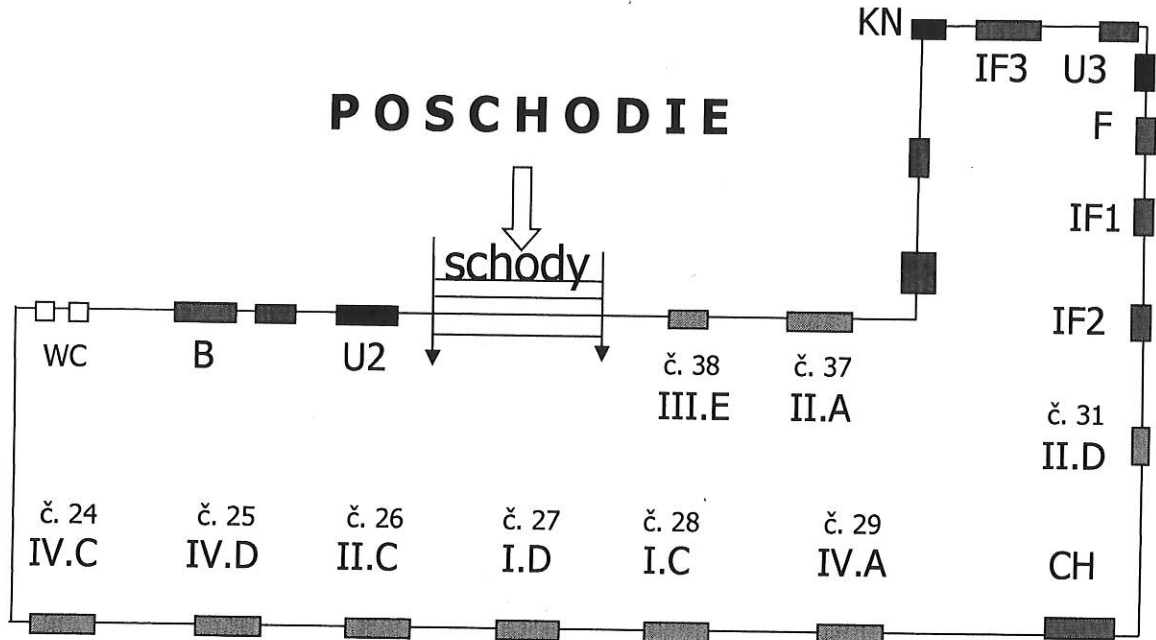 KN
IF3
U3
POSCHODIE
F
IF1
schody
IF2
WC
B
U2
č. 38
III.E
č. 37
II.A
č. 31
II.D
č. 24
IV.C
č. 25
IV.D
č. 26
II.C
č. 27
I.D
č. 28
I.C
č. 29
IV.A
CH